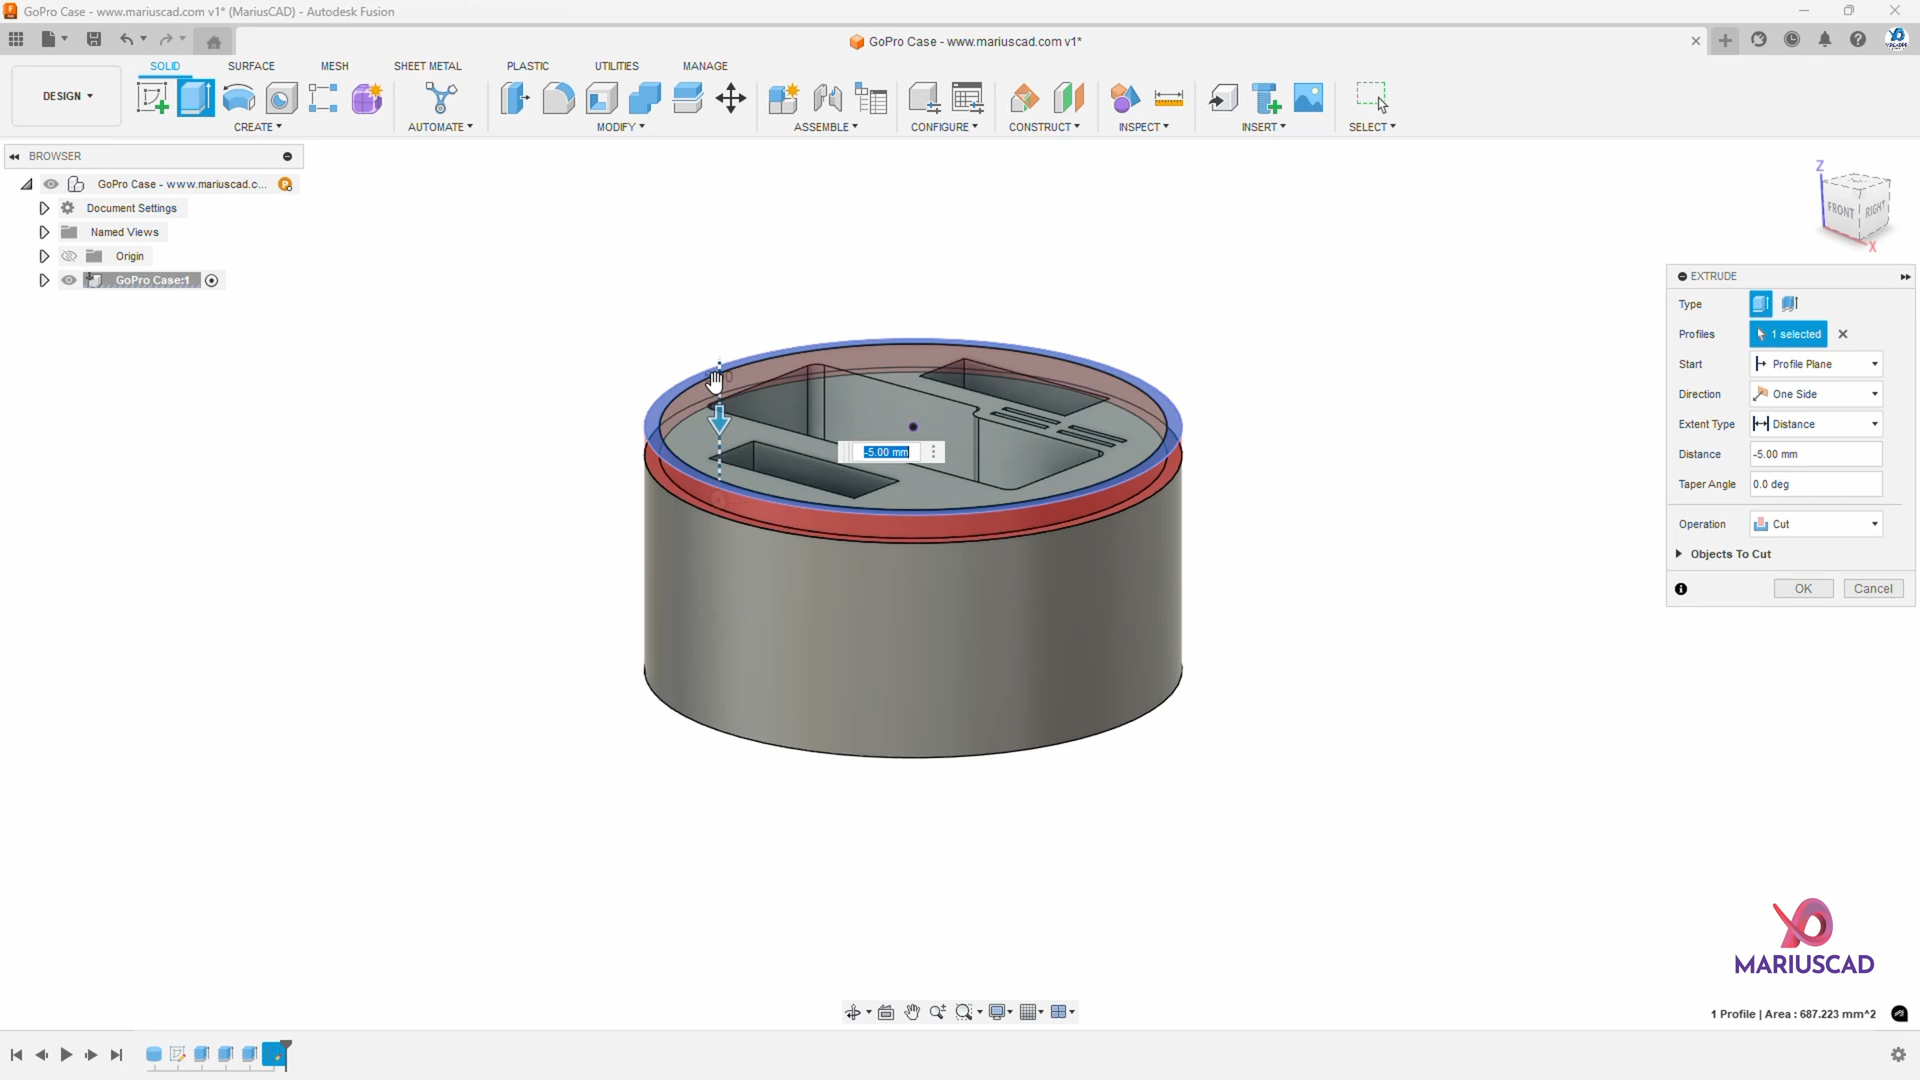 GoPro Case - www.mariuscad.com v1* (MariusCAD) - Autodesk Fusion
GoPro Case - www.mariuscad.com v1*
SOLID SURFACE MESH SHEET METAL PLASTIC UTILITIES MANAGE
DESIGN
CREATE AUTOMATE MODIFY ASSEMBLE CONFIGURE CONSTRUCT INSPECT INSERT SELECT
BROWSER
GoPro Case - www.mariuscad.c...
Document Settings
Named Views
Origin
GoPro Case:1
Z
FRONT RIGHT
X
EXTRUDE
Type
Profiles 1 selected
Start Profile Plane
Direction One Side
Extent Type Distance
Distance -5.00 mm
Taper Angle 0.0 deg
Operation Cut
Objects To Cut
OK Cancel
-5.00 mm
MARIUSCAD
1 Profile | Area : 687.223 mm^2